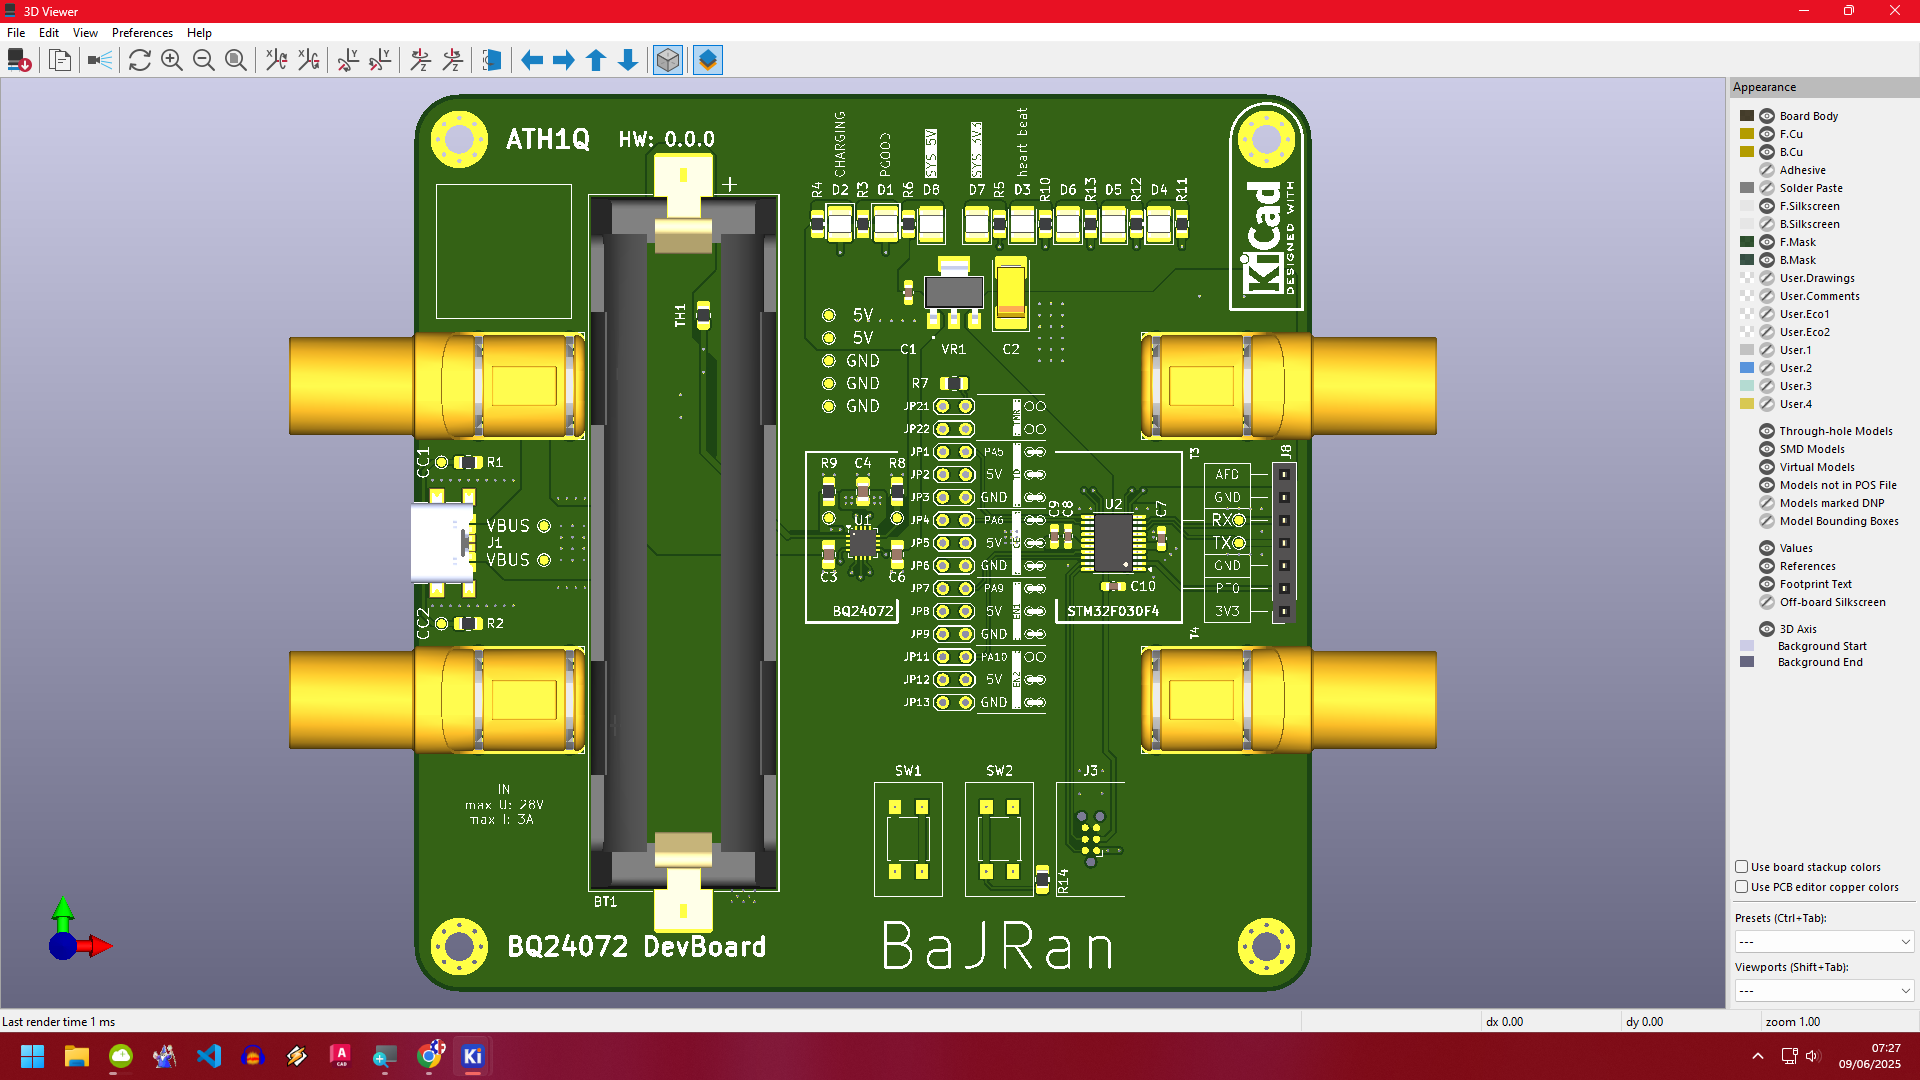 3D Viewer
File Edit View Preferences Help
ATH1Q HW: 0.0.0
CHARGING
PGOOD
SYS 5V
SYS 3V3
heart beat
R4 D2 R3 D1 R6 D8 D7 R5 D3 R10 D6 R13 D5 R12 D4 R11
KiCad
DESIGNED WITH
+
TH1
5V
5V
GND
GND
GND
C1 VR1 C2
R7
JP21
JP22
TMR
JP1 PA5
JP2 5V
JP3 GND
TD
JP4 PA6
JP5 5V
JP6 GND
CE
JP7 PA9
JP8 5V
JP9 GND
EN1
JP11 PA10
JP12 5V
JP13 GND
EN2
CC1 R1
VBUS
J1
VBUS
CC2 R2
R9 C4 R8
U1
C3 C6
BQ24072
C9 C8 U2 C7
C10
STM32F030F4
T3
T4
J8
AFD
GND
RX
TX
GND
PF0
3V3
IN
max U: 28V
max I: 3A
SW1 SW2 J3
R14
BT1
BQ24072 DevBoard
BaJRan
Appearance
Board Body
F.Cu
B.Cu
Adhesive
Solder Paste
F.Silkscreen
B.Silkscreen
F.Mask
B.Mask
User.Drawings
User.Comments
User.Eco1
User.Eco2
User.1
User.2
User.3
User.4
Through-hole Models
SMD Models
Virtual Models
Models not in POS File
Models marked DNP
Model Bounding Boxes
Values
References
Footprint Text
Off-board Silkscreen
3D Axis
Background Start
Background End
Use board stackup colors
Use PCB editor copper colors
Presets (Ctrl+Tab):
---
Viewports (Shift+Tab):
---
Last render time 1 ms
dx 0.00
dy 0.00
zoom 1.00
Ki
07:27
09/06/2025